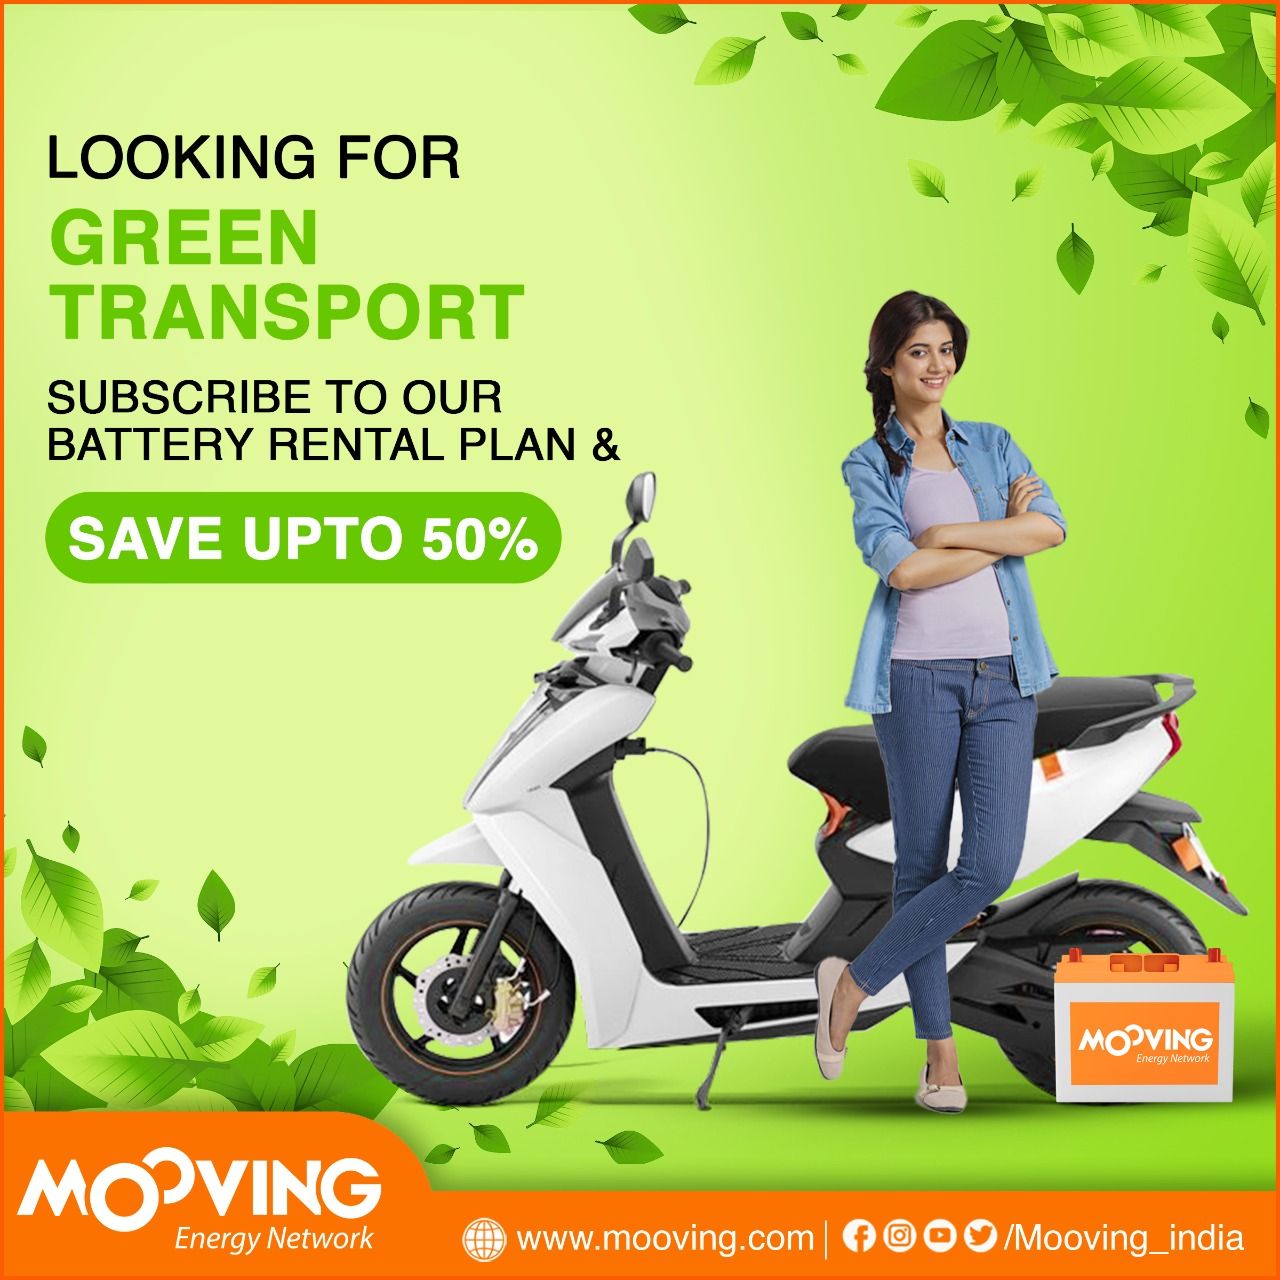 LOOKING FOR
GREEN
TRANSPORT
SUBSCRIBE TO OUR
BATTERY RENTAL PLAN &
SAVE UPTO 50%
MOOVING
Energy Network
MOOVING
Energy Network
www.mooving.com | /Mooving_india